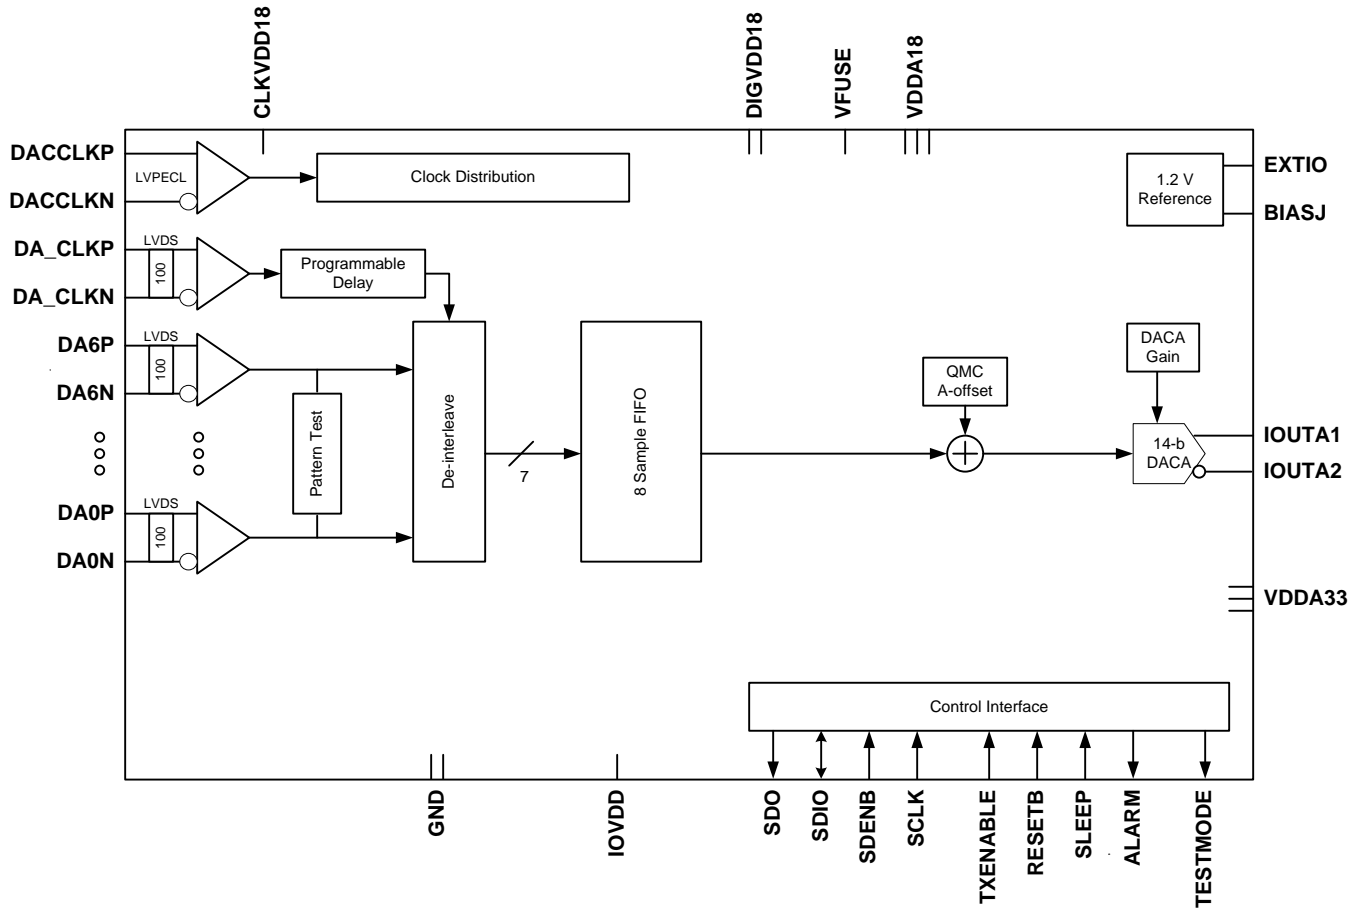 CLKVDD18
DIGVDD18
VFUSE
VDDA18
DACCLKP
LVPECL
DACCLKN
Clock Distribution
1.2 V
Reference
EXTIO
BIASJ
DA_CLKP
LVDS
100
DA_CLKN
Programmable
Delay
DA6P
LVDS
100
DA6N
Pattern Test
De-interleave
7
8 Sample FIFO
QMC
A-offset
DACA
Gain
14-b
DACA
IOUTA1
IOUTA2
DA0P
LVDS
100
DA0N
VDDA33
Control Interface
GND
IOVDD
SDO
SDIO
SDENB
SCLK
TXENABLE
RESETB
SLEEP
ALARM
TESTMODE